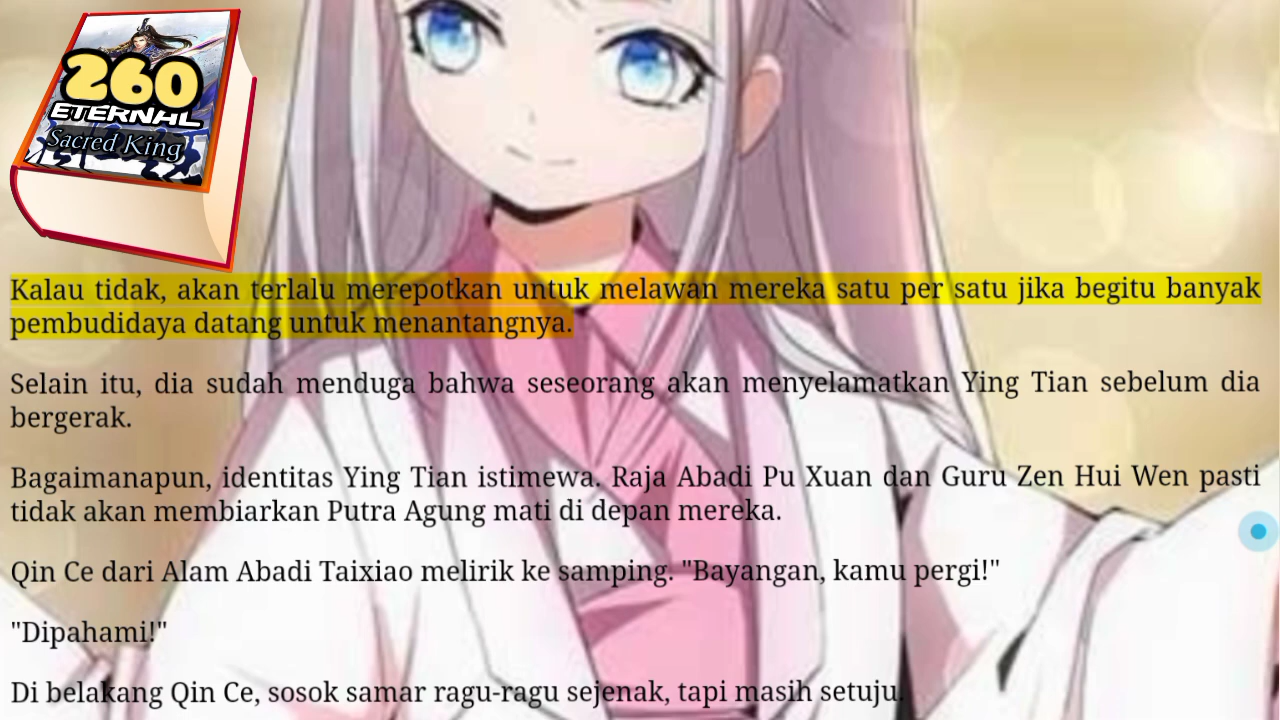 260
ETERNAL
Sacred King
Kalau tidak, akan terlalu merepotkan untuk melawan mereka satu per satu jika begitu banyak
pembudidaya datang untuk menantangnya.
Selain itu, dia sudah menduga bahwa seseorang akan menyelamatkan Ying Tian sebelum dia
bergerak.
Bagaimanapun, identitas Ying Tian istimewa. Raja Abadi Pu Xuan dan Guru Zen Hui Wen pasti
tidak akan membiarkan Putra Agung mati di depan mereka.
Qin Ce dari Alam Abadi Taixiao melirik ke samping. "Bayangan, kamu pergi!"
"Dipahami!"
Di belakang Qin Ce, sosok samar ragu-ragu sejenak, tapi masih setuju.